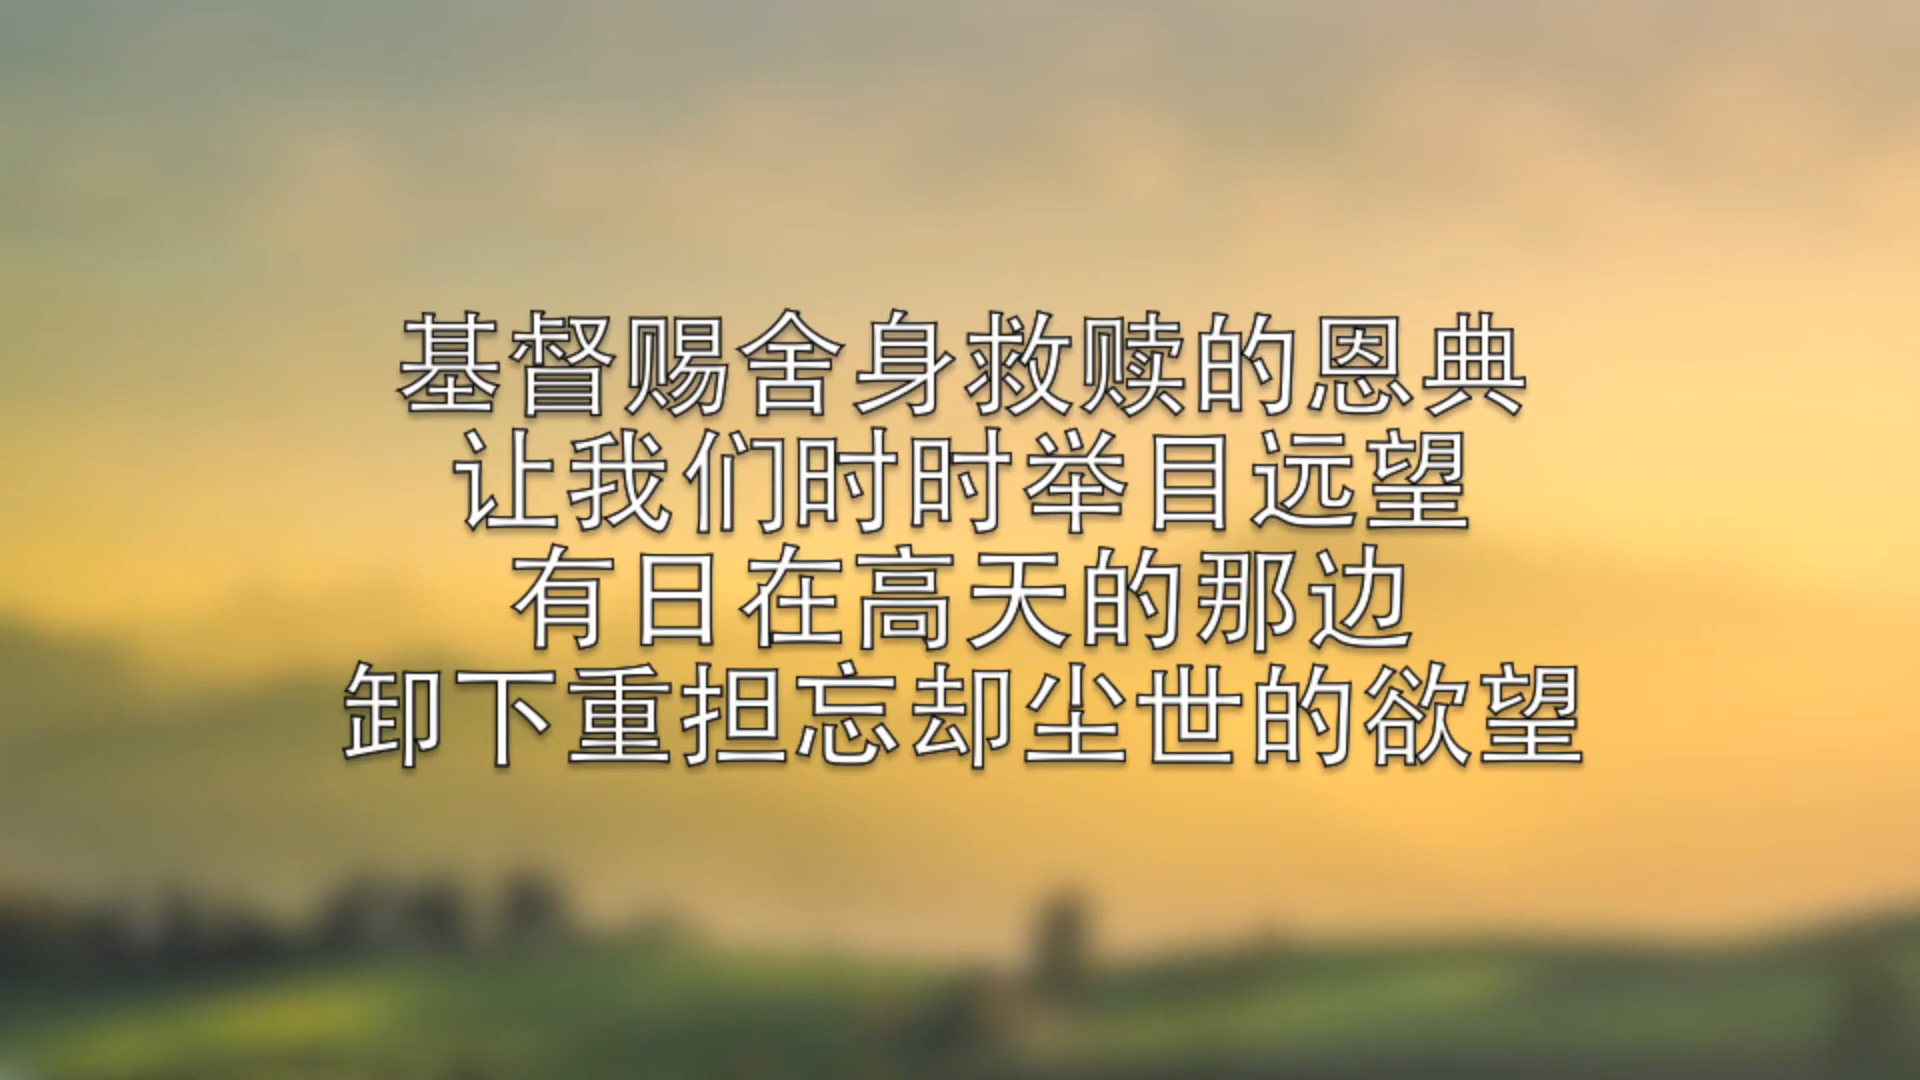 基督赐舍身救赎的恩典
让我们时时举目远望
有日在高天的那边
卸下重担忘却尘世的欲望